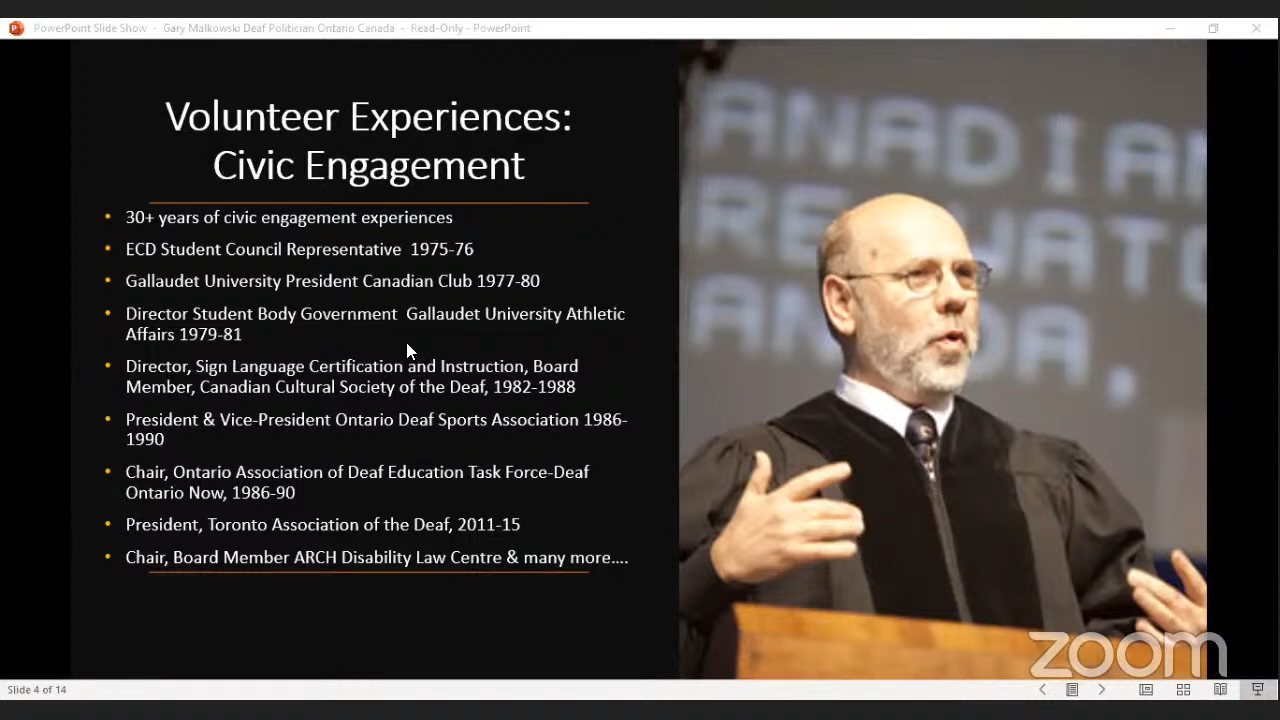 PowerPoint Slide Show - Gary Malkowski Deaf Politician Ontario Canada - Read-Only - PowerPoint
Volunteer Experiences:
Civic Engagement
• 30+ years of civic engagement experiences
• ECD Student Council Representative 1975-76
• Gallaudet University President Canadian Club 1977-80
• Director Student Body Government Gallaudet University Athletic
Affairs 1979-81
• Director, Sign Language Certification and Instruction, Board
Member, Canadian Cultural Society of the Deaf, 1982-1988
• President & Vice-President Ontario Deaf Sports Association 1986-
1990
• Chair, Ontario Association of Deaf Education Task Force-Deaf
Ontario Now, 1986-90
• President, Toronto Association of the Deaf, 2011-15
• Chair, Board Member ARCH Disability Law Centre & many more....
ANADIAN
RE WATC
ANADA,
zoom
Slide 4 of 14